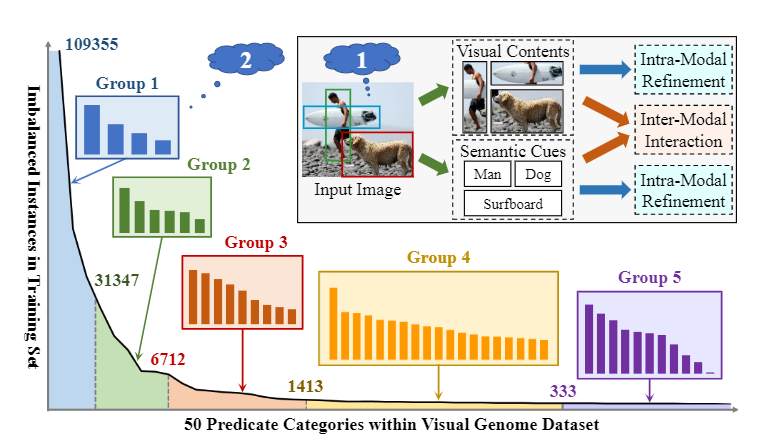 109355
2
1
Group 1
Visual Contents
Intra-Modal
Refinement
Inter-Modal
Interaction
Input Image
Semantic Cues
Man
Dog
Surfboard
Intra-Modal
Refinement
Imbalanced Instances in Training Set
Group 2
Group 3
Group 4
Group 5
31347
6712
1413
333
50 Predicate Categories within Visual Genome Dataset